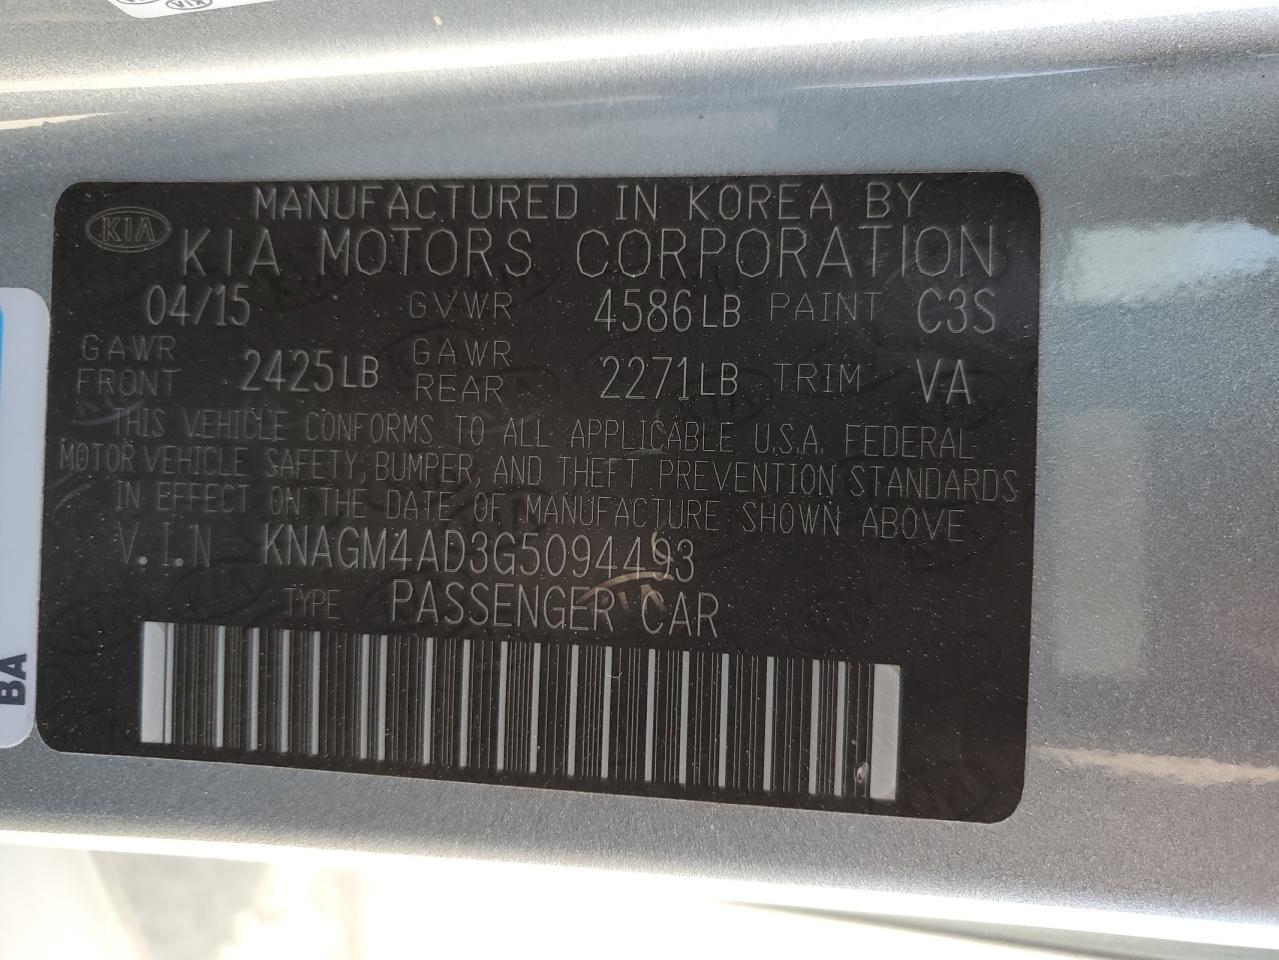 KIA
MANUFACTURED IN KOREA BY
KIA MOTORS CORPORATION
04/15 GVWR 4586LB PAINT C3S
GAWR FRONT 2425LB GAWR REAR 2271LB TRIM VA
THIS VEHICLE CONFORMS TO ALL APPLICABLE U.S.A. FEDERAL
MOTOR VEHICLE SAFETY, BUMPER, AND THEFT PREVENTION STANDARDS
IN EFFECT ON THE DATE OF MANUFACTURE SHOWN ABOVE
V.I.N KNAGM4AD3G5094493
TYPE PASSENGER CAR
BA